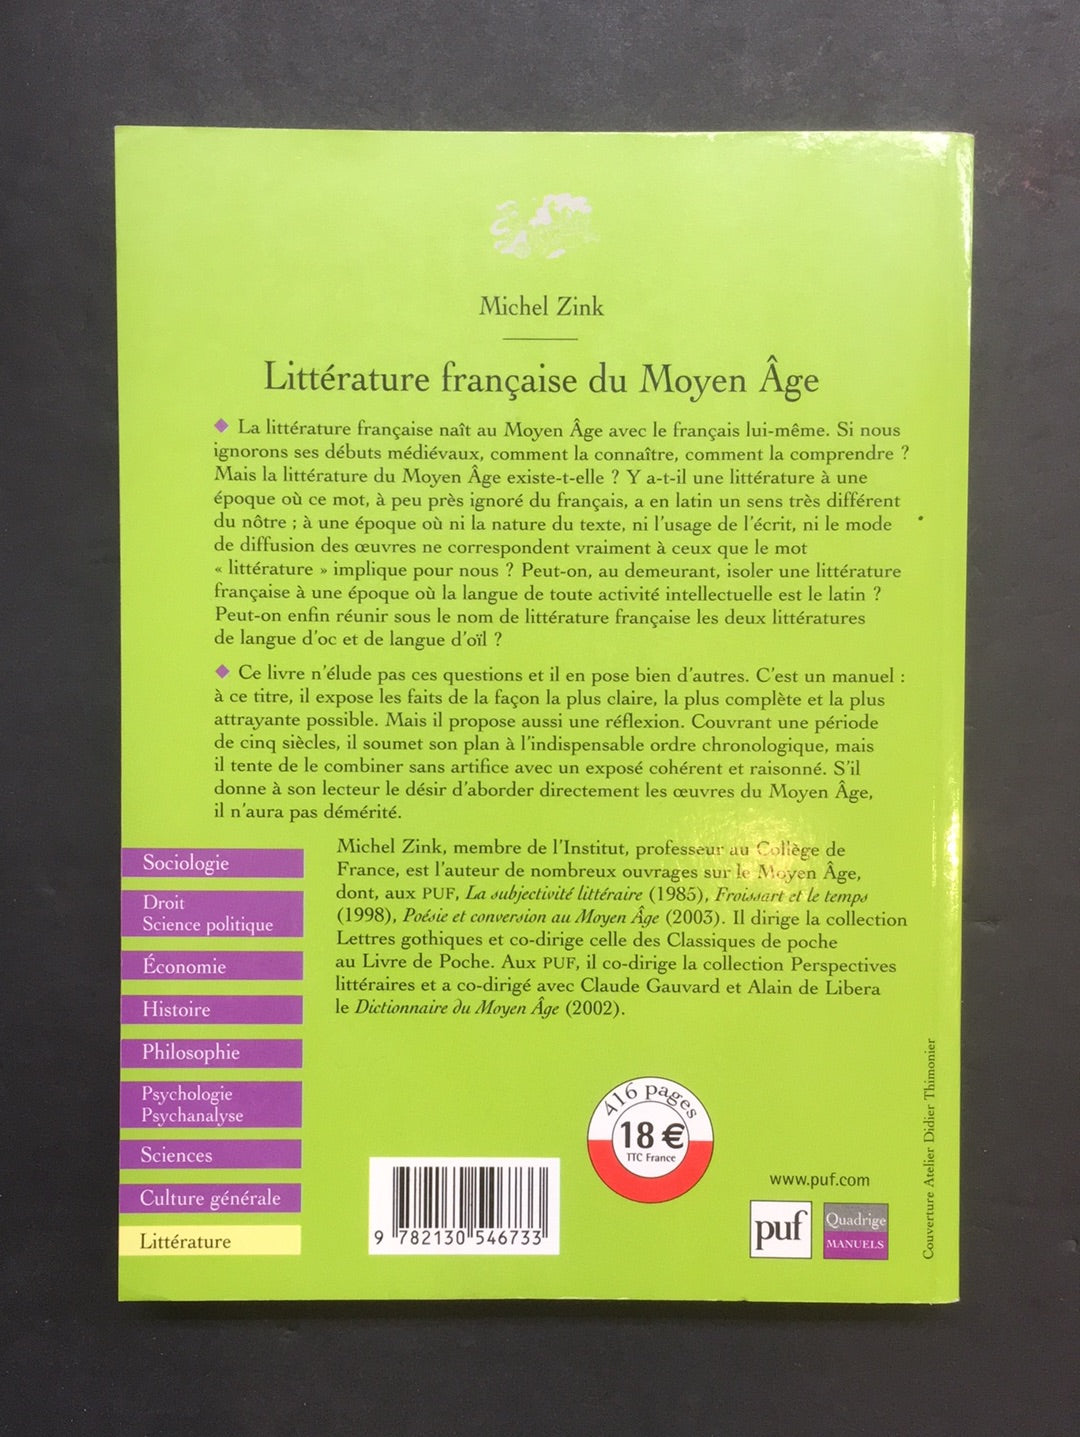 Michel Zink
Littérature française du Moyen Âge
◆ La littérature française naît au Moyen Âge avec le français lui-même. Si nous
ignorons ses débuts médiévaux, comment la connaître, comment la comprendre ?
Mais la littérature du Moyen Âge existe-t-elle ? Y a-t-il une littérature à une
époque où ce mot, à peu près ignoré du français, a en latin un sens très différent
du nôtre ; à une époque où ni la nature du texte, ni l'usage de l'écrit, ni le mode
de diffusion des œuvres ne correspondent vraiment à ceux que le mot
« littérature » implique pour nous ? Peut-on, au demeurant, isoler une littérature
française à une époque où la langue de toute activité intellectuelle est le latin ?
Peut-on enfin réunir sous le nom de littérature française les deux littératures
de langue d'oc et de langue d'oïl ?
◆ Ce livre n'élude pas ces questions et il en pose bien d'autres. C'est un manuel :
à ce titre, il expose les faits de la façon la plus claire, la plus complète et la plus
attrayante possible. Mais il propose aussi une réflexion. Couvrant une période
de cinq siècles, il soumet son plan à l'indispensable ordre chronologique, mais
il tente de le combiner sans artifice avec un exposé cohérent et raisonné. S'il
donne à son lecteur le désir d'aborder directement les œuvres du Moyen Âge,
il n'aura pas démérité.
Michel Zink, membre de l'Institut, professeur au Collège de
France, est l'auteur de nombreux ouvrages sur le Moyen Âge,
dont, aux PUF, La subjectivité littéraire (1985), Froissart et le temps
(1998), Poésie et conversion au Moyen Âge (2003). Il dirige la collection
Lettres gothiques et co-dirige celle des Classiques de poche
au Livre de Poche. Aux PUF, il co-dirige la collection Perspectives
littéraires et a co-dirigé avec Claude Gauvard et Alain de Libera
le Dictionnaire du Moyen Âge (2002).
Sociologie
Droit
Science politique
Économie
Histoire
Philosophie
Psychologie
Psychanalyse
Sciences
Culture générale
Littérature
9 782130 546733
416 pages
18 €
TTC France
www.puf.com
puf
Quadrige
MANUELS
Couverture Atelier Didier Thimonier